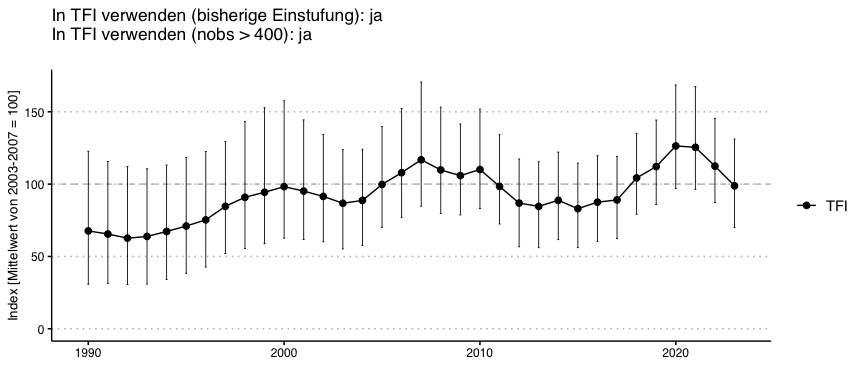 In TFI verwenden (bisherige Einstufung): ja
In TFI verwenden (nobs > 400): ja
Index [Mittelwert von 2003-2007 = 100]
150
100
50
0
1990
2000
2010
2020
TFI